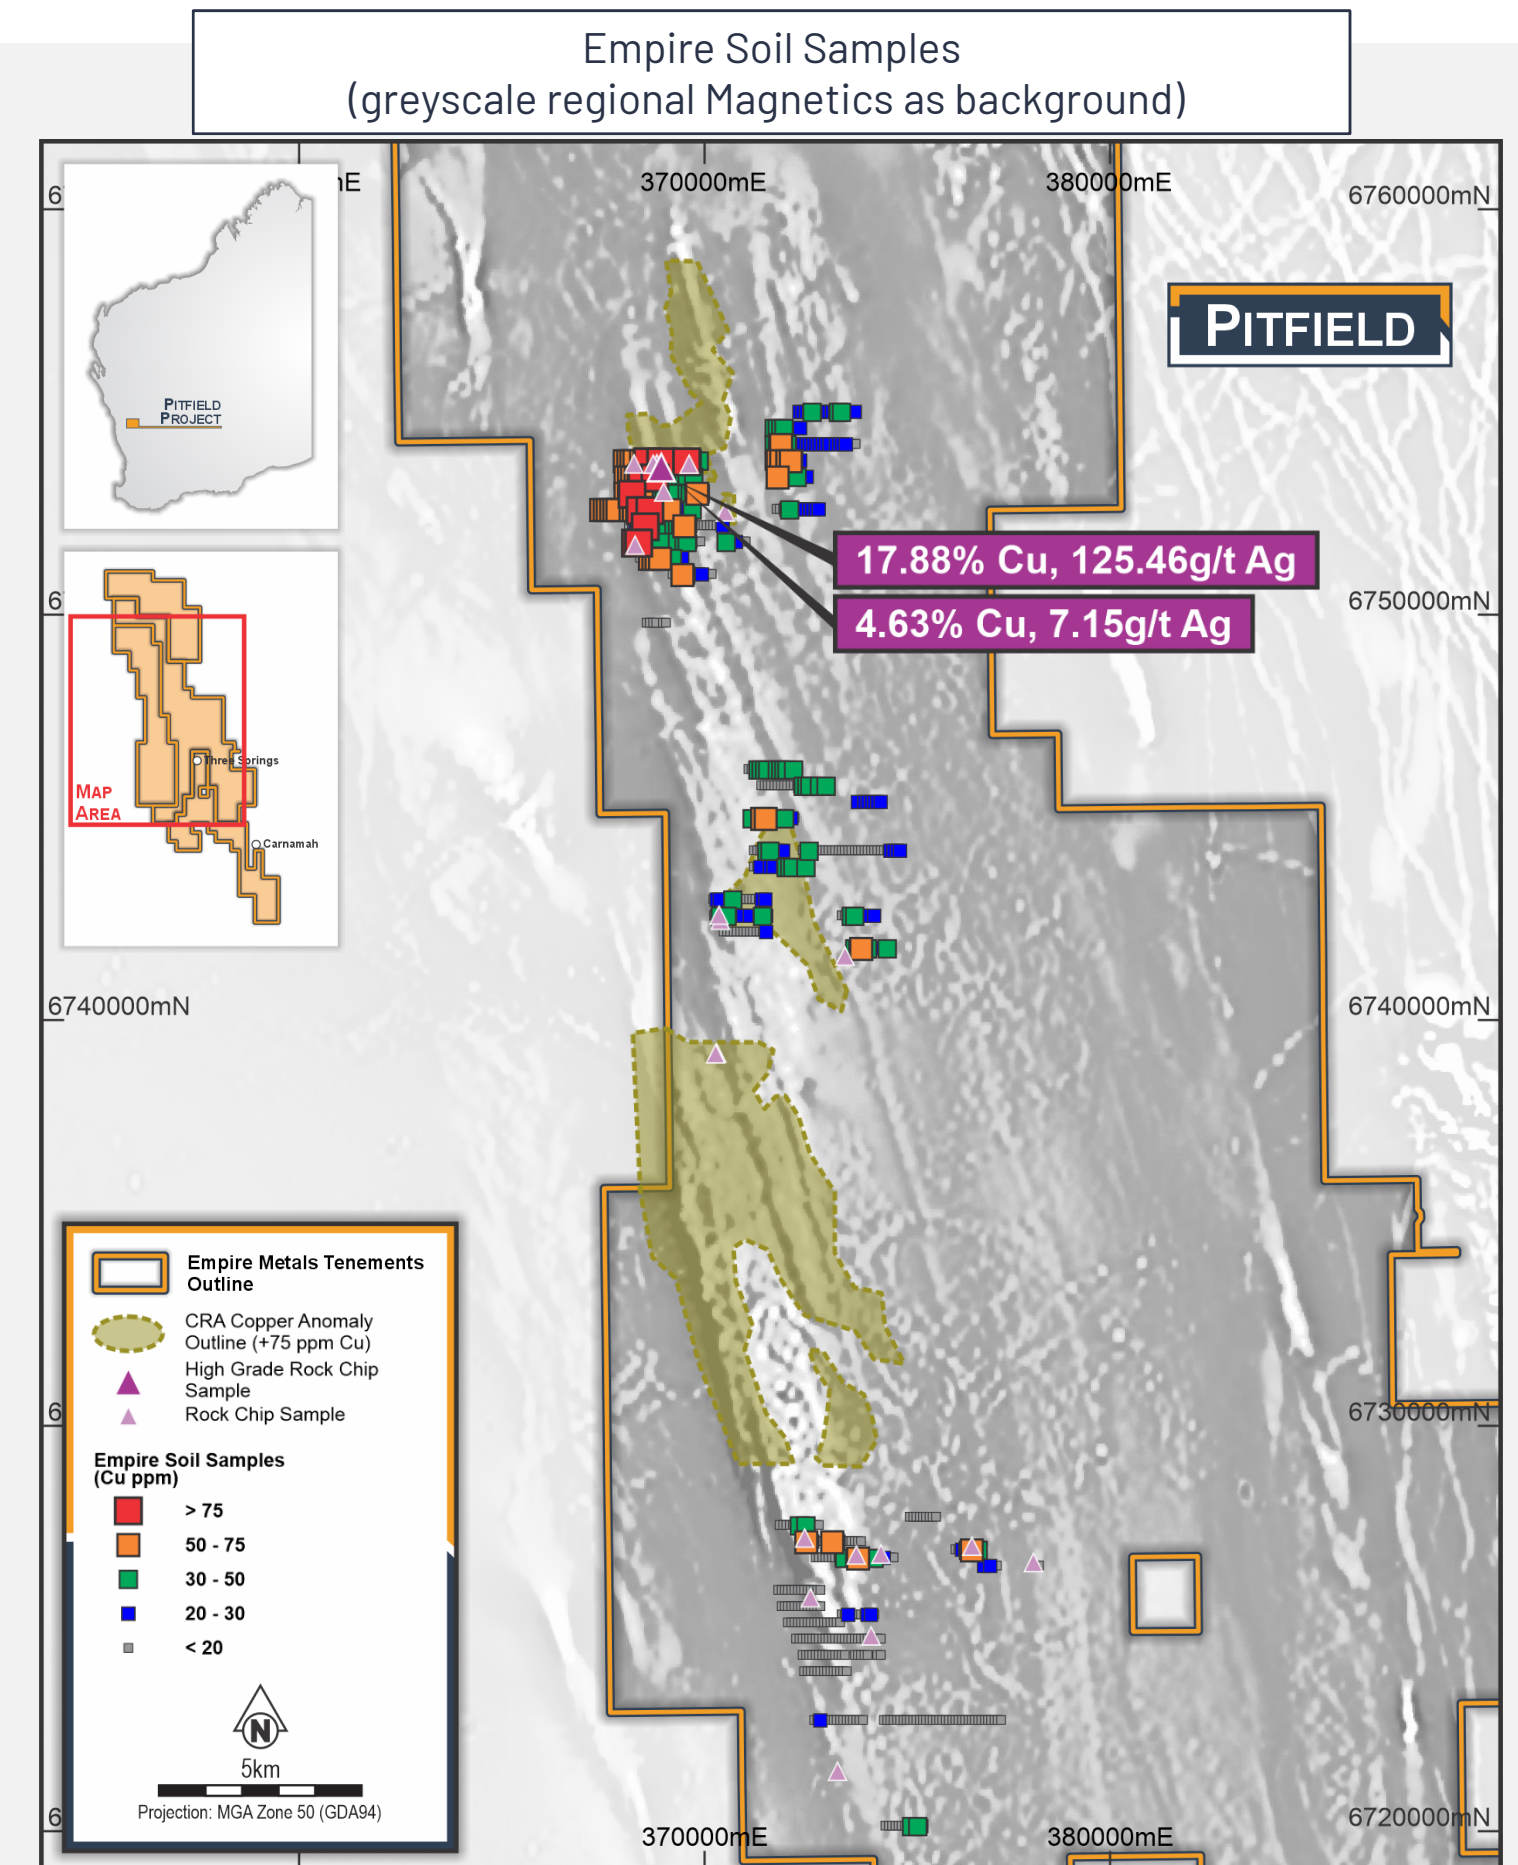 Empire Soil Samples
(greyscale regional Magnetics as background)
370000mE
380000mE
6760000mN
PITFIELD
PITFIELD
PROJECT
17.88% Cu, 125.46g/t Ag
4.63% Cu, 7.15g/t Ag
6750000mN
Three Springs
MAP
AREA
Carnamah
6740000mN
6740000mN
Empire Metals Tenements
Outline
CRA Copper Anomaly
Outline (+75 ppm Cu)
High Grade Rock Chip
Sample
Rock Chip Sample
6730000mN
Empire Soil Samples
(Cu ppm)
> 75
50 - 75
30 - 50
20 - 30
< 20
N
5km
Projection: MGA Zone 50 (GDA94)
6720000mN
370000mE
380000mE